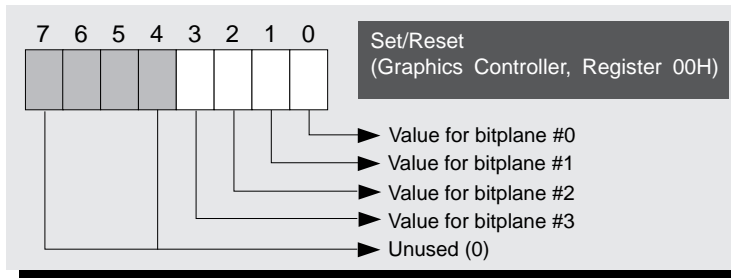 7 6 5 4 3 2 1 0
Set/Reset
(Graphics Controller, Register 00H)
Value for bitplane #0
Value for bitplane #1
Value for bitplane #2
Value for bitplane #3
Unused (0)